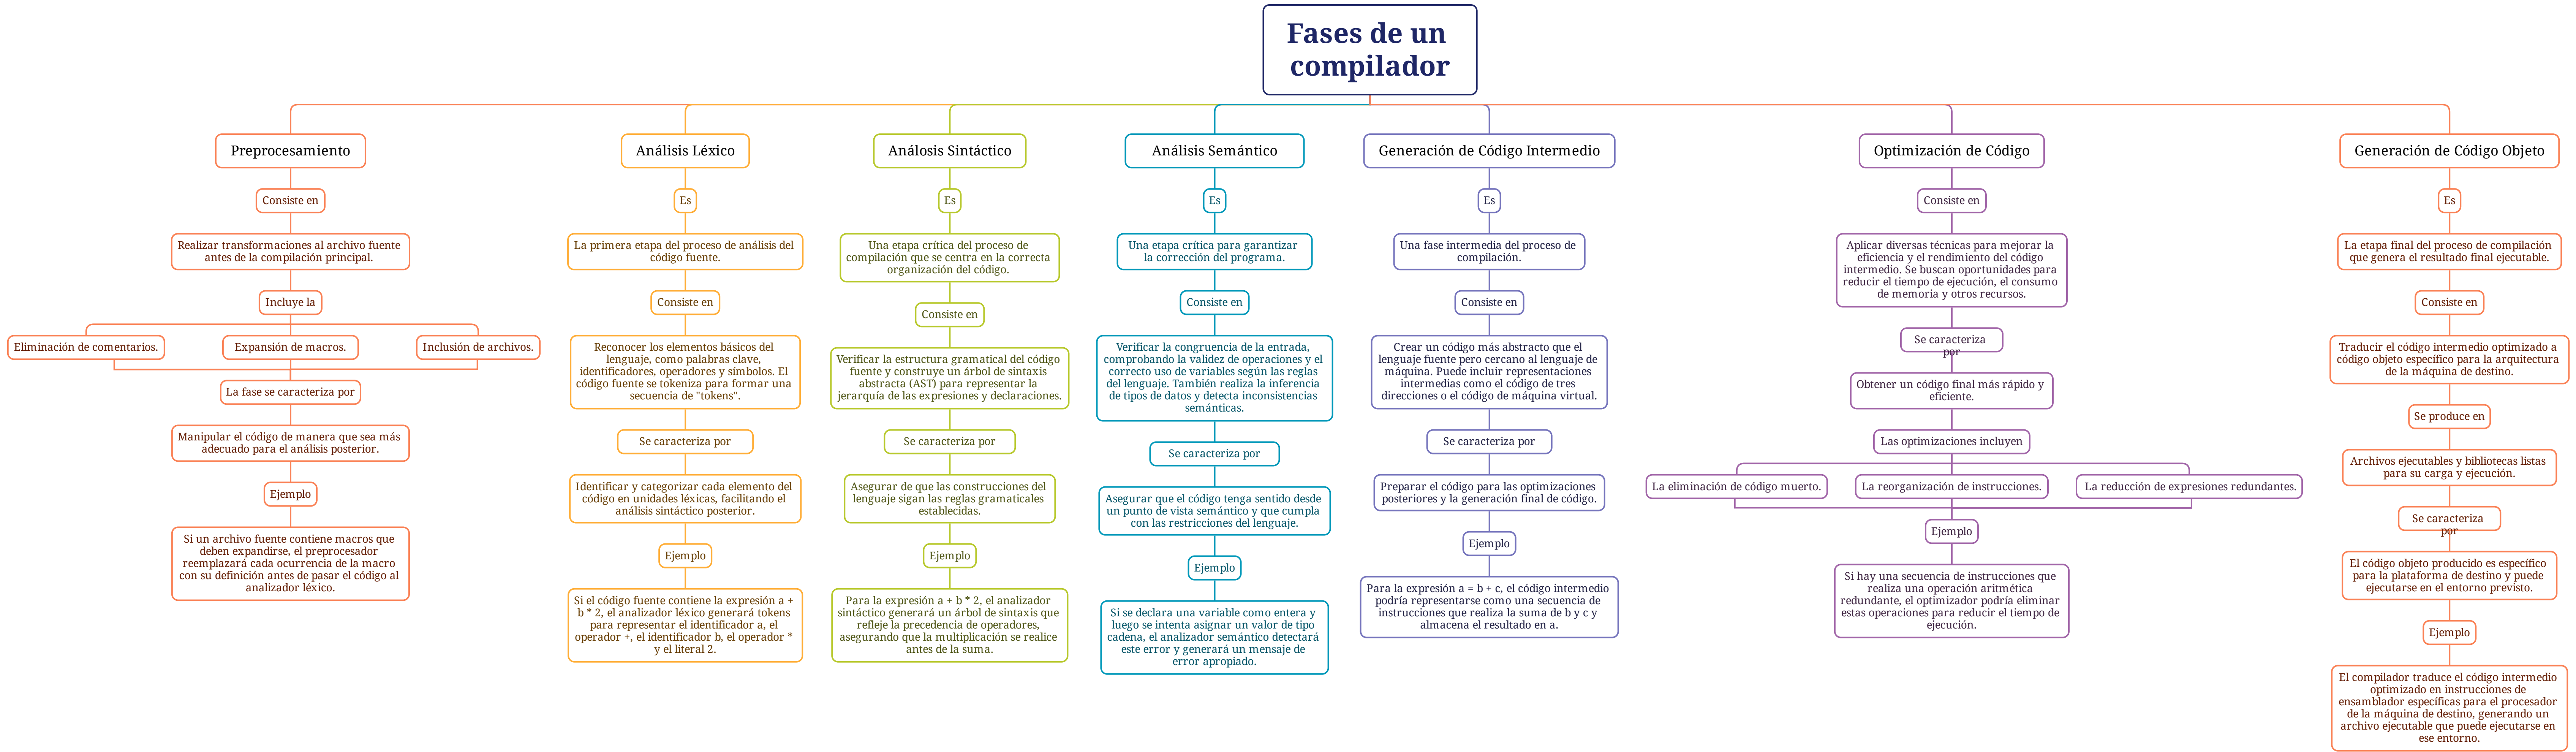 Fases de un
compilador
Preprocesamiento
Consiste en
Realizar transformaciones al archivo fuente
antes de la compilación principal.
Incluye la
Eliminación de comentarios.
Expansión de macros.
Inclusión de archivos.
La fase se caracteriza por
Manipular el código de manera que sea más
adecuado para el análisis posterior.
Ejemplo
Si un archivo fuente contiene macros que
deben expandirse, el preprocesador
reemplazará cada ocurrencia de la macro
con su definición antes de pasar el código al
analizador léxico.
Análisis Léxico
Es
La primera etapa del proceso de análisis del
código fuente.
Consiste en
Reconocer los elementos básicos del
lenguaje, como palabras clave,
identificadores, operadores y símbolos. El
código fuente se tokeniza para formar una
secuencia de "tokens".
Se caracteriza por
Identificar y categorizar cada elemento del
código en unidades léxicas, facilitando el
análisis sintáctico posterior.
Ejemplo
Si el código fuente contiene la expresión a +
b * 2, el analizador léxico generará tokens
para representar el identificador a, el
operador +, el identificador b, el operador *
y el literal 2.
Análosis Sintáctico
Es
Una etapa crítica del proceso de
compilación que se centra en la correcta
organización del código.
Consiste en
Verificar la estructura gramatical del código
fuente y construye un árbol de sintaxis
abstracta (AST) para representar la
jerarquía de las expresiones y declaraciones.
Se caracteriza por
Asegurar de que las construcciones del
lenguaje sigan las reglas gramaticales
establecidas.
Ejemplo
Para la expresión a + b * 2, el analizador
sintáctico generará un árbol de sintaxis que
refleje la precedencia de operadores,
asegurando que la multiplicación se realice
antes de la suma.
Análisis Semántico
Es
Una etapa crítica para garantizar
la corrección del programa.
Consiste en
Verificar la congruencia de la entrada,
comprobando la validez de operaciones y el
correcto uso de variables según las reglas
del lenguaje. También realiza la inferencia
de tipos de datos y detecta inconsistencias
semánticas.
Se caracteriza por
Asegurar que el código tenga sentido desde
un punto de vista semántico y que cumpla
con las restricciones del lenguaje.
Ejemplo
Si se declara una variable como entera y
luego se intenta asignar un valor de tipo
cadena, el analizador semántico detectará
este error y generará un mensaje de
error apropiado.
Generación de Código Intermedio
Es
Una fase intermedia del proceso de
compilación.
Consiste en
Crear un código más abstracto que el
lenguaje fuente pero cercano al lenguaje de
máquina. Puede incluir representaciones
intermedias como el código de tres
direcciones o el código de máquina virtual.
Se caracteriza por
Preparar el código para las optimizaciones
posteriores y la generación final de código.
Ejemplo
Para la expresión a = b + c, el código intermedio
podría representarse como una secuencia de
instrucciones que realiza la suma de b y c y
almacena el resultado en a.
Optimización de Código
Consiste en
Aplicar diversas técnicas para mejorar la
eficiencia y el rendimiento del código
intermedio. Se buscan oportunidades para
reducir el tiempo de ejecución, el consumo
de memoria y otros recursos.
Se caracteriza
por
Obtener un código final más rápido y
eficiente.
Las optimizaciones incluyen
La eliminación de código muerto.
La reorganización de instrucciones.
La reducción de expresiones redundantes.
Ejemplo
Si hay una secuencia de instrucciones que
realiza una operación aritmética
redundante, el optimizador podría eliminar
estas operaciones para reducir el tiempo de
ejecución.
Generación de Código Objeto
Es
La etapa final del proceso de compilación
que genera el resultado final ejecutable.
Consiste en
Traducir el código intermedio optimizado a
código objeto específico para la arquitectura
de la máquina de destino.
Se produce en
Archivos ejecutables y bibliotecas listas
para su carga y ejecución.
Se caracteriza
por
El código objeto producido es específico
para la plataforma de destino y puede
ejecutarse en el entorno previsto.
Ejemplo
El compilador traduce el código intermedio
optimizado en instrucciones de
ensamblador específicas para el procesador
de la máquina de destino, generando un
archivo ejecutable que puede ejecutarse en
ese entorno.